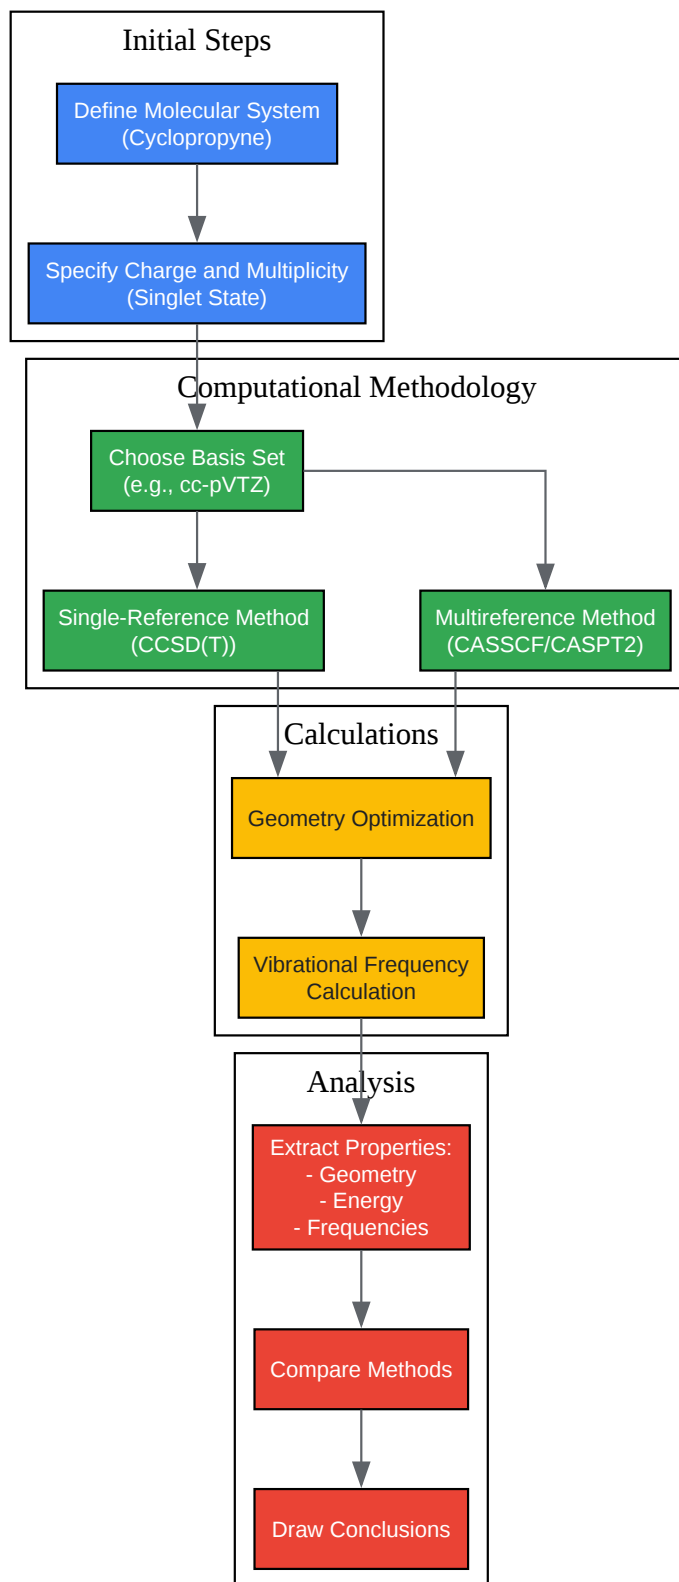 Initial Steps
Define Molecular System
(Cyclopropyne)
Specify Charge and Multiplicity
(Singlet State)
Computational Methodology
Choose Basis Set
(e.g., cc-pVTZ)
Single-Reference Method
(CCSD(T))
Multireference Method
(CASSCF/CASPT2)
Calculations
Geometry Optimization
Vibrational Frequency
Calculation
Analysis
Extract Properties:
- Geometry
- Energy
- Frequencies
Compare Methods
Draw Conclusions